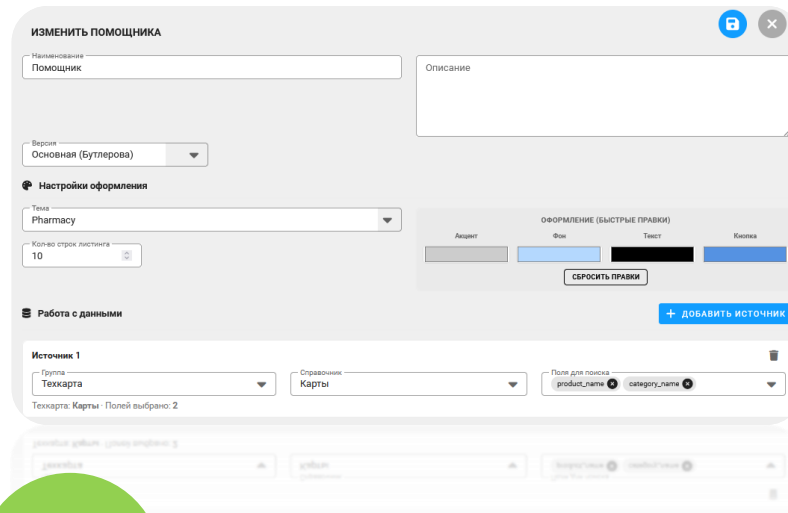 ИЗМЕНИТЬ ПОМОЩНИКА
Наименование
Помощник
Описание
Версия
Основная (Бутлерова)
Настройки оформления
Тема
Pharmacy
Кол-во строк листинга
10
ОФОРМЛЕНИЕ (БЫСТРЫЕ ПРАВКИ)
Акцент Фон Текст Кнопка
СБРОСИТЬ ПРАВКИ
Работа с данными
+ ДОБАВИТЬ ИСТОЧНИК
Источник 1
Группа Справочник Поля для поиска
Техкарта Карты product_name category_name
Техкарта: Карты · Полей выбрано: 2